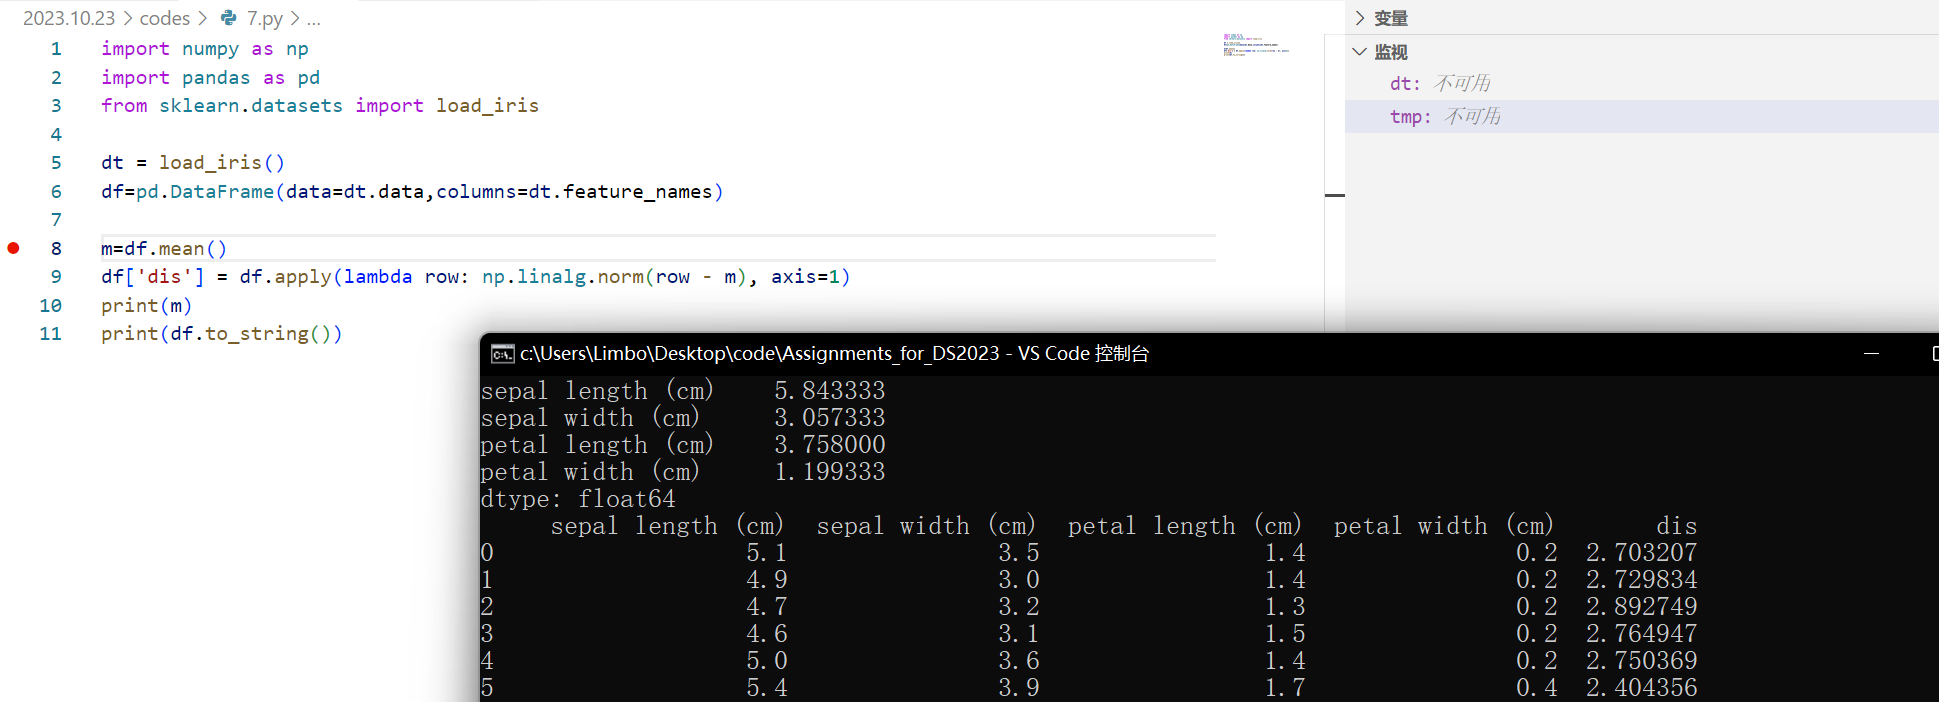 2023.10.23 > codes > 7.py > ...
1 import numpy as np
2 import pandas as pd
3 from sklearn.datasets import load_iris
4
5 dt = load_iris()
6 df=pd.DataFrame(data=dt.data,columns=dt.feature_names)
7
8 m=df.mean()
9 df['dis'] = df.apply(lambda row: np.linalg.norm(row - m), axis=1)
10 print(m)
11 print(df.to_string())
变量
监视
dt: 不可用
tmp: 不可用
c:\Users\Limbo\Desktop\code\Assignments_for_DS2023 - VS Code 控制台
sepal length (cm)    5.843333
sepal width (cm)     3.057333
petal length (cm)    3.758000
petal width (cm)     1.199333
dtype: float64
     sepal length (cm)  sepal width (cm)  petal length (cm)  petal width (cm)       dis
0                  5.1               3.5                1.4               0.2  2.703207
1                  4.9               3.0                1.4               0.2  2.729834
2                  4.7               3.2                1.3               0.2  2.892749
3                  4.6               3.1                1.5               0.2  2.764947
4                  5.0               3.6                1.4               0.2  2.750369
5                  5.4               3.9                1.7               0.4  2.404356